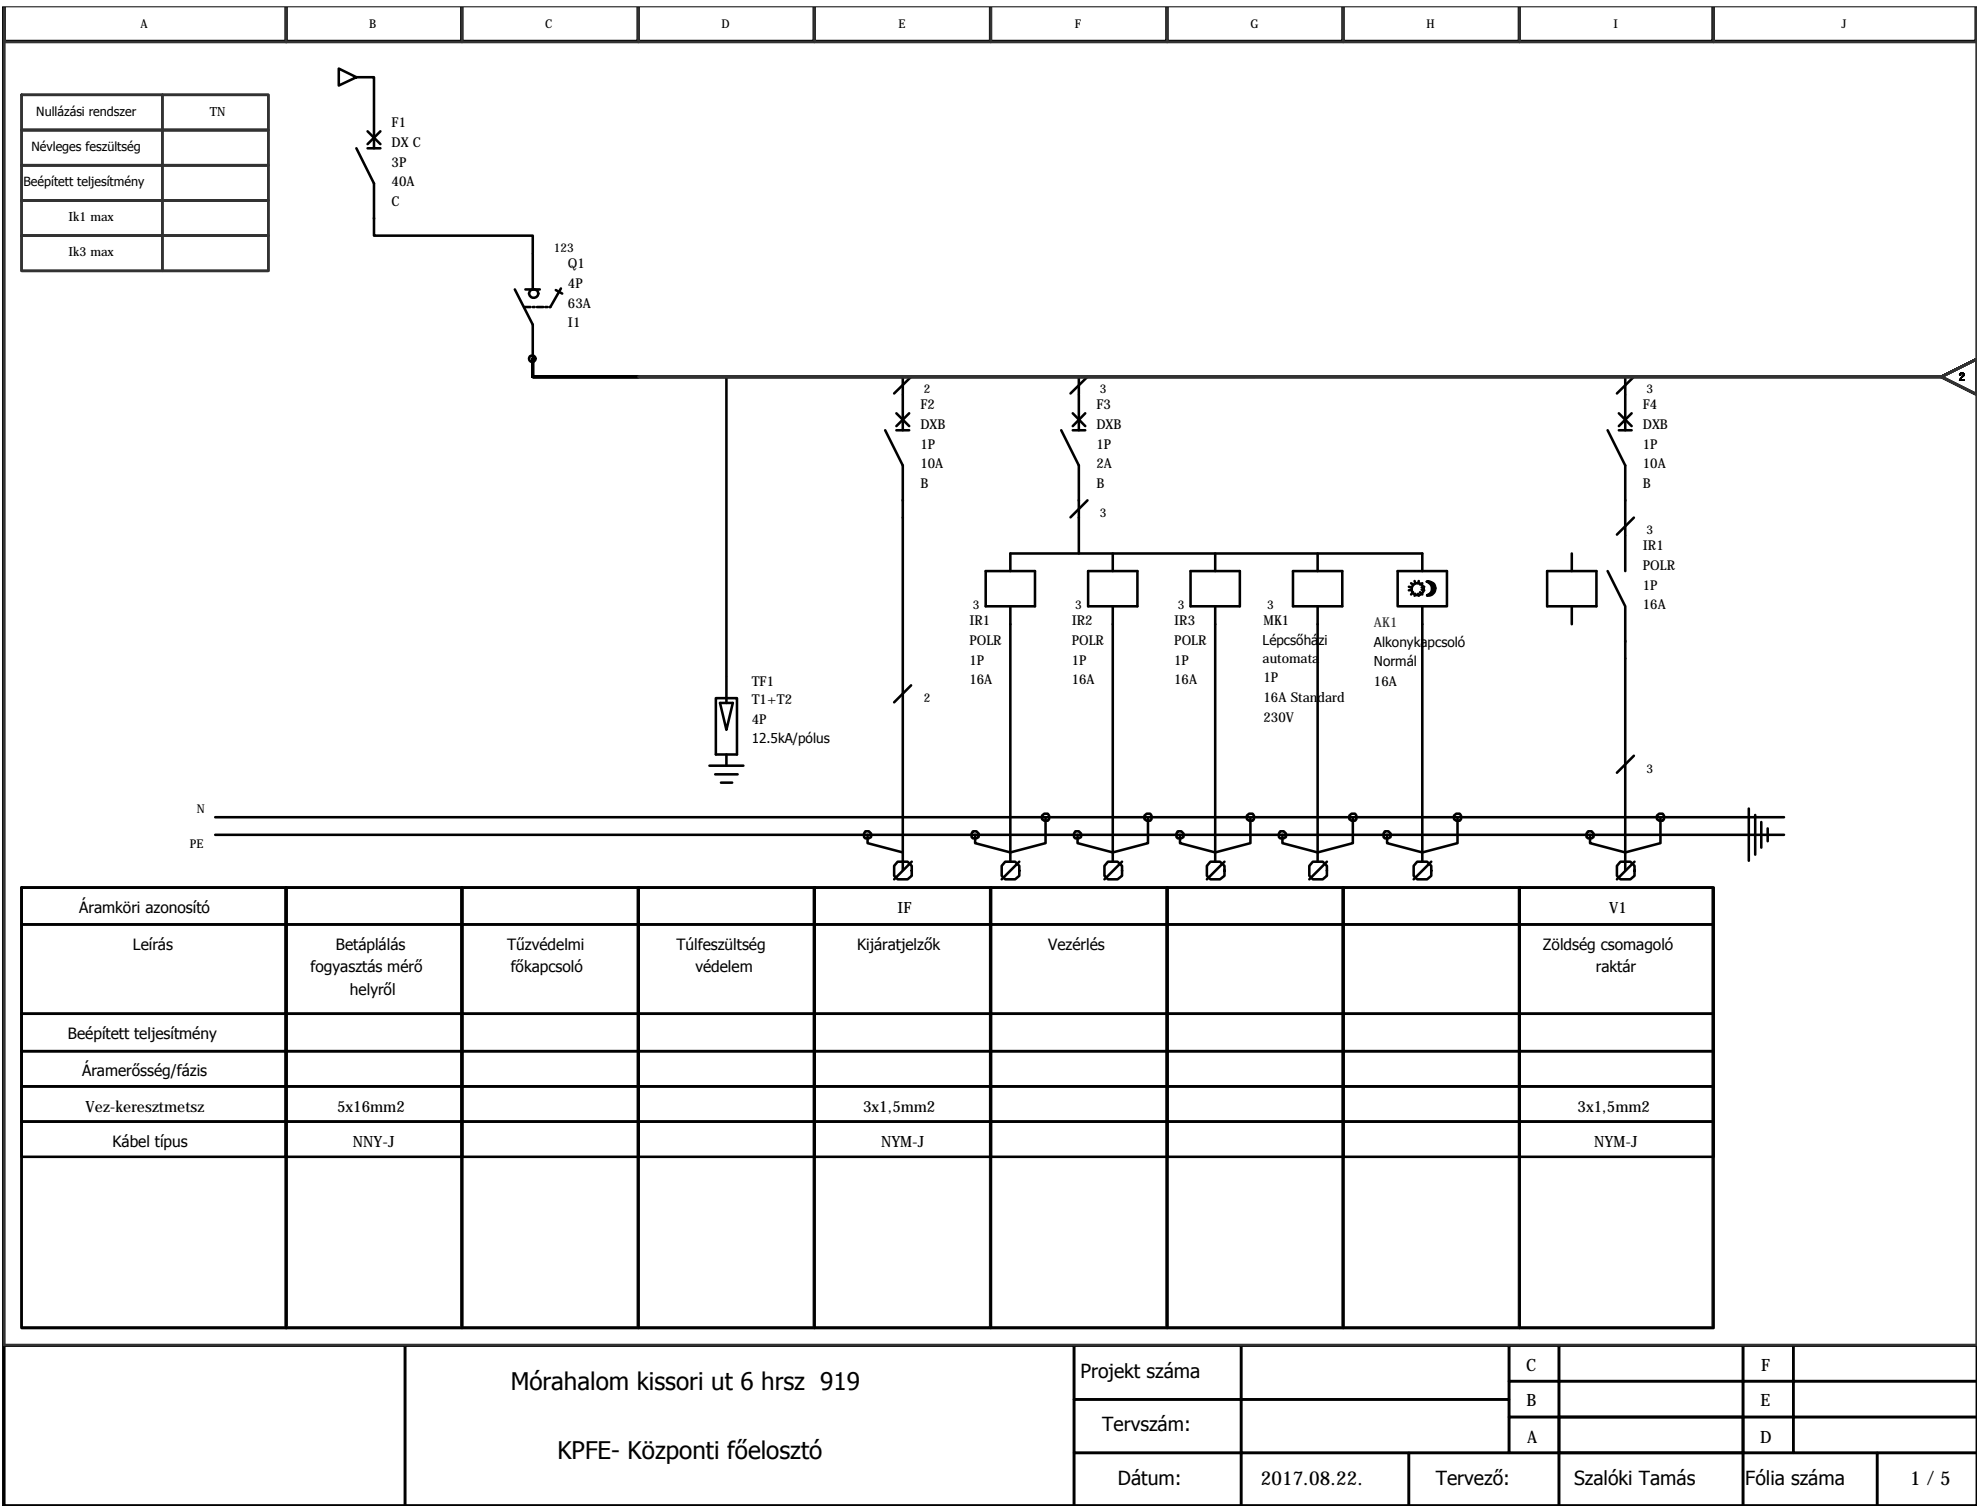 A B C D E F G H I J
Nullázási rendszer TN
Névleges feszültség
Beépített teljesítmény
Ik1 max
Ik3 max
F1
DX C
3P
40A
C
123
Q1
4P
63A
I1
2
2
F2
DXB
1P
10A
B
2
3
F3
DXB
1P
2A
B
3
3
F4
DXB
1P
10A
B
3
IR1
POLR
1P
16A
3
3
IR1
POLR
1P
16A
3
IR2
POLR
1P
16A
3
IR3
POLR
1P
16A
3
MK1
Lépcsőházi
automata
1P
16A Standard
230V
AK1
Alkonykapcsoló
Normál
16A
TF1
T1+T2
4P
12.5kA/pólus
N
PE
Áramköri azonosító IF V1
Leírás
Betáplálás
fogyasztás mérő
helyről
Tűzvédelmi
főkapcsoló
Túlfeszültség
védelem
Kijáratjelzők
Vezérlés
Zöldség csomagoló
raktár
Beépített teljesítmény
Áramerősség/fázis
Vez-keresztmetsz 5x16mm2 3x1,5mm2 3x1,5mm2
Kábel típus NNY-J NYM-J NYM-J
Mórahalom kissori ut 6 hrsz 919
KPFE- Központi főelosztó
Projekt száma C F
B E
Tervszám:
A D
Dátum: 2017.08.22. Tervező: Szalóki Tamás Fólia száma 1 / 5